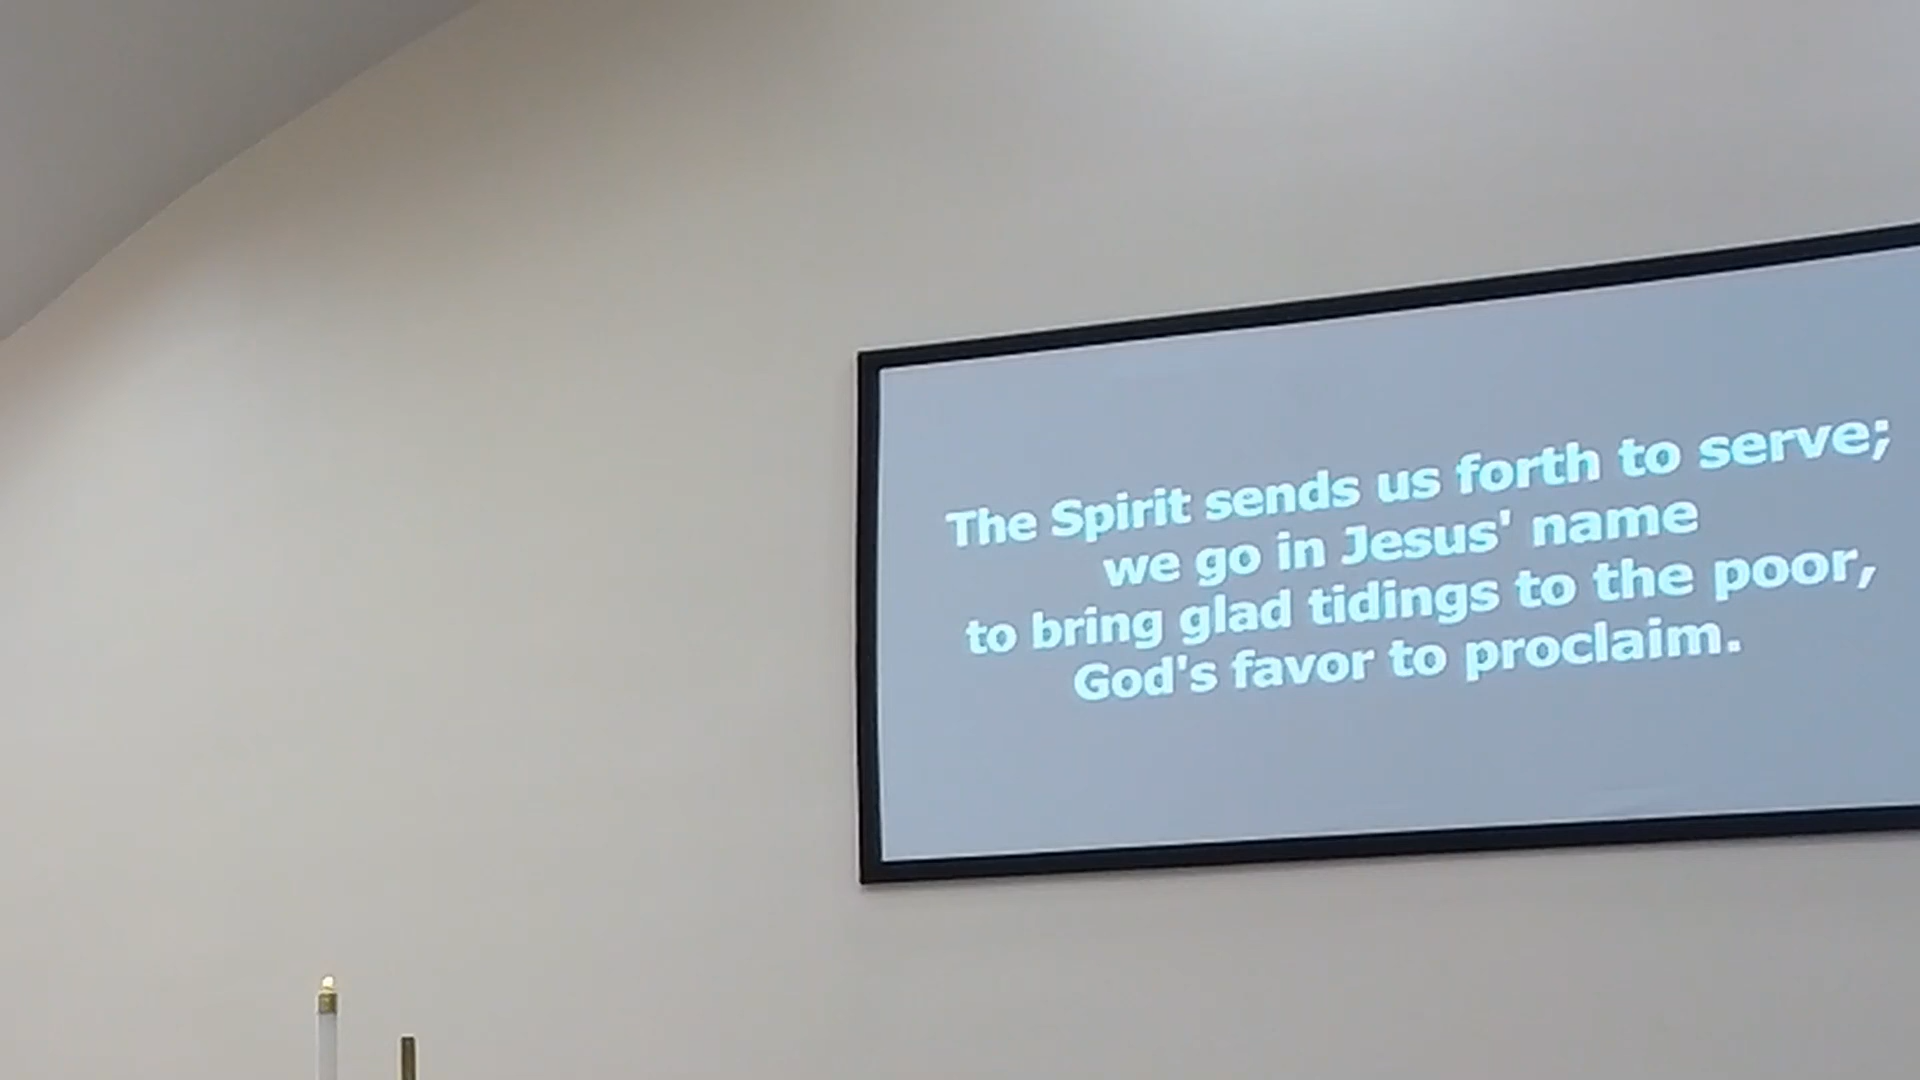 The Spirit sends us forth to serve;
we go in Jesus' name
to bring glad tidings to the poor,
God's favor to proclaim.